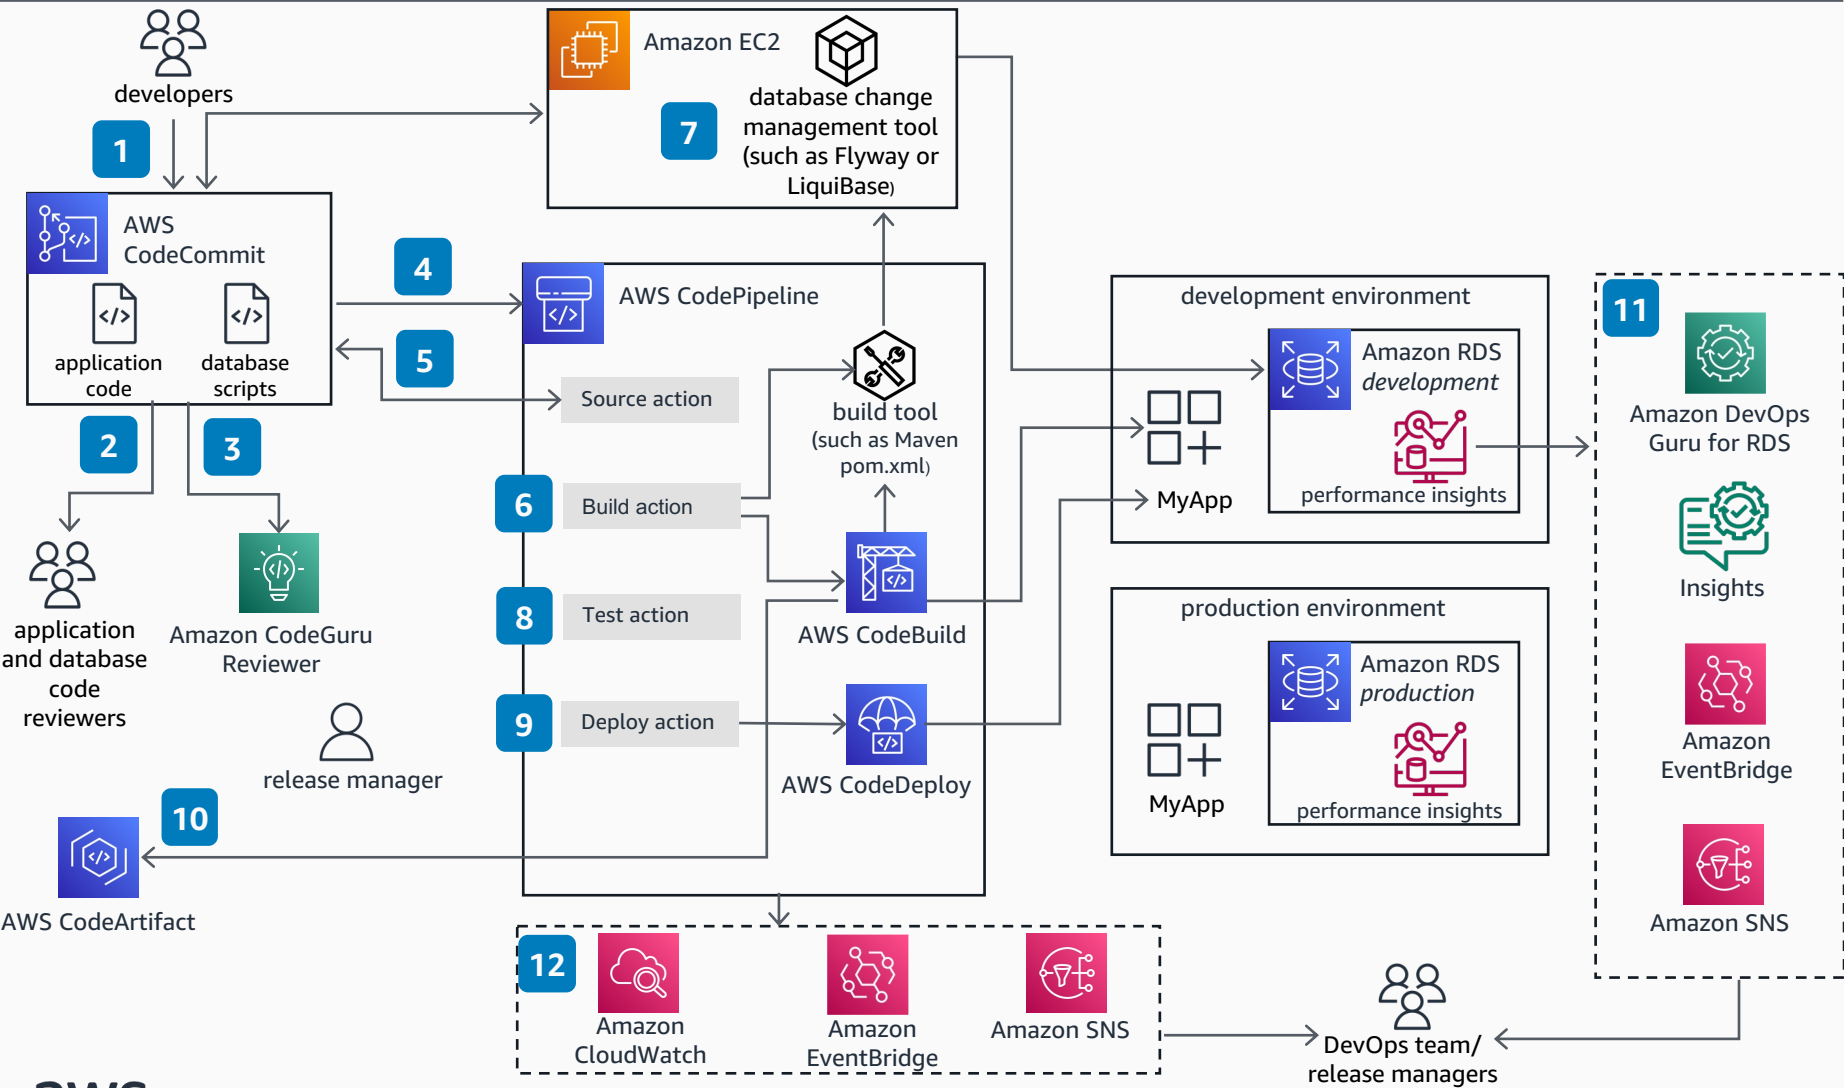 developers
1
Amazon EC2
7
database change
management tool
(such as Flyway or
LiquiBase)
AWS
CodeCommit
application
code
database
scripts
4
5
2
3
application
and database
code
reviewers
Amazon CodeGuru
Reviewer
release manager
10
AWS CodeArtifact
AWS CodePipeline
Source action
build tool
(such as Maven
pom.xml)
6
Build action
8
Test action
AWS CodeBuild
9
Deploy action
AWS CodeDeploy
development environment
Amazon RDS
development
performance insights
MyApp
production environment
Amazon RDS
production
performance insights
MyApp
11
Amazon DevOps
Guru for RDS
Insights
Amazon
EventBridge
Amazon SNS
12
Amazon
CloudWatch
Amazon
EventBridge
Amazon SNS
DevOps team/
release managers
aws